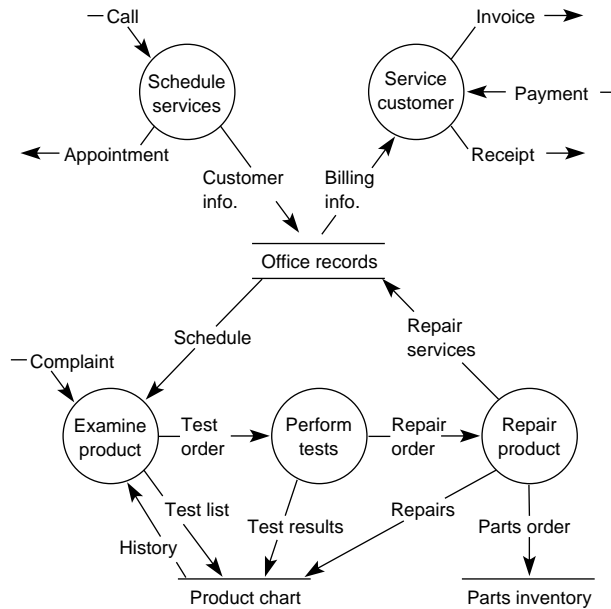 Call
Invoice
Schedule
services
Service
customer
Payment
Appointment
Receipt
Customer
info.
Billing
info.
Office records
Schedule
Repair
services
Complaint
Examine
product
Test
order
Perform
tests
Repair
order
Repair
product
Test list
Test results
Repairs
Parts order
History
Product chart
Parts inventory